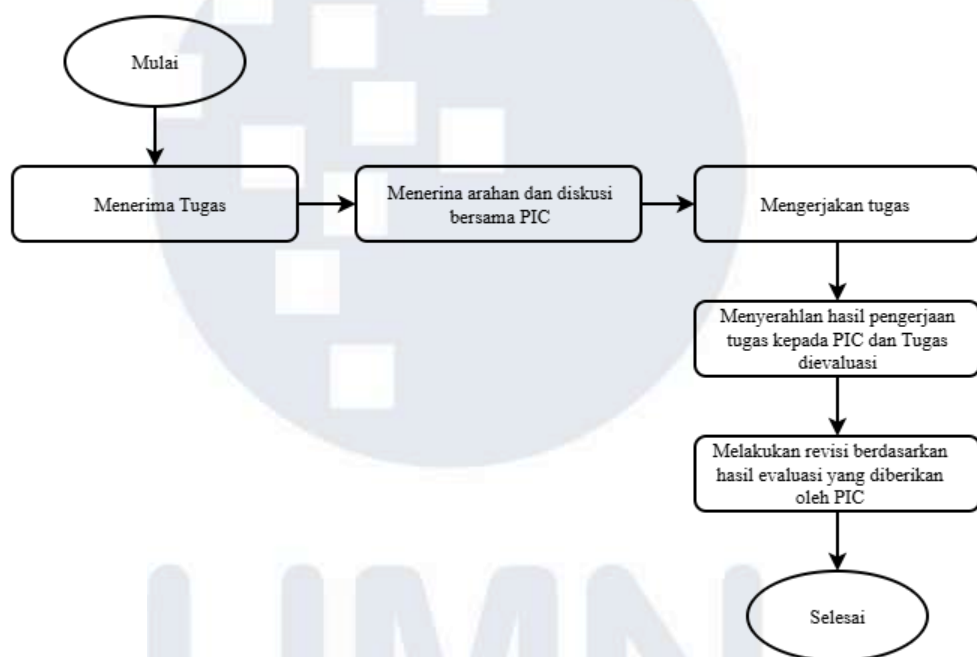 Mulai
Menerima Tugas
Menerina arahan dan diskusi
bersama PIC
Mengerjakan tugas
Menyerahlan hasil pengerjaan
tugas kepada PIC dan Tugas
dievaluasi
Melakukan revisi berdasarkan
hasil evaluasi yang diberikan
oleh PIC
Selesai
UMN